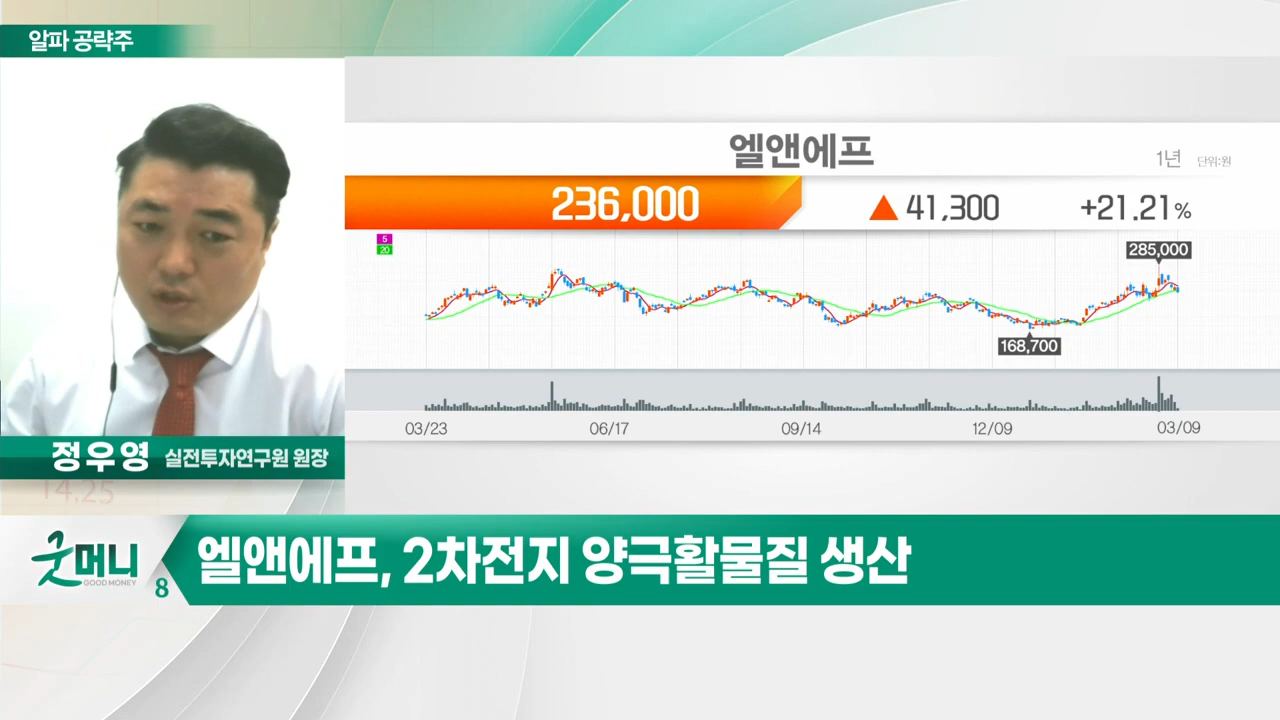 알파 공략주
엘앤에프
1년 단위:원
236,000 ▲ 41,300 +21.21%
5
20
285,000
168,700
03/23 06/17 09/14 12/09 03/09
정우영 실전투자연구원 원장
14.25
굿머니
GOOD MONEY
8
엘앤에프, 2차전지 양극활물질 생산